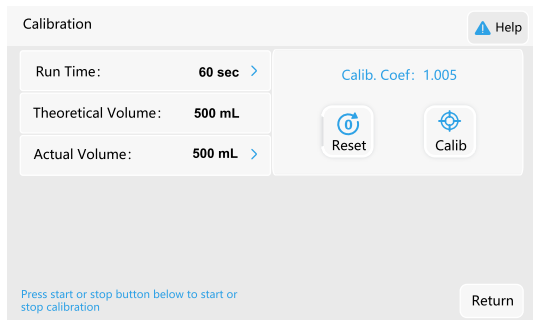 Calibration
Help
Run Time: 60 sec >
Calib. Coef: 1.005
Theoretical Volume: 500 mL
0
Reset
Calib
Actual Volume: 500 mL >
Press start or stop button below to start or
stop calibration
Return